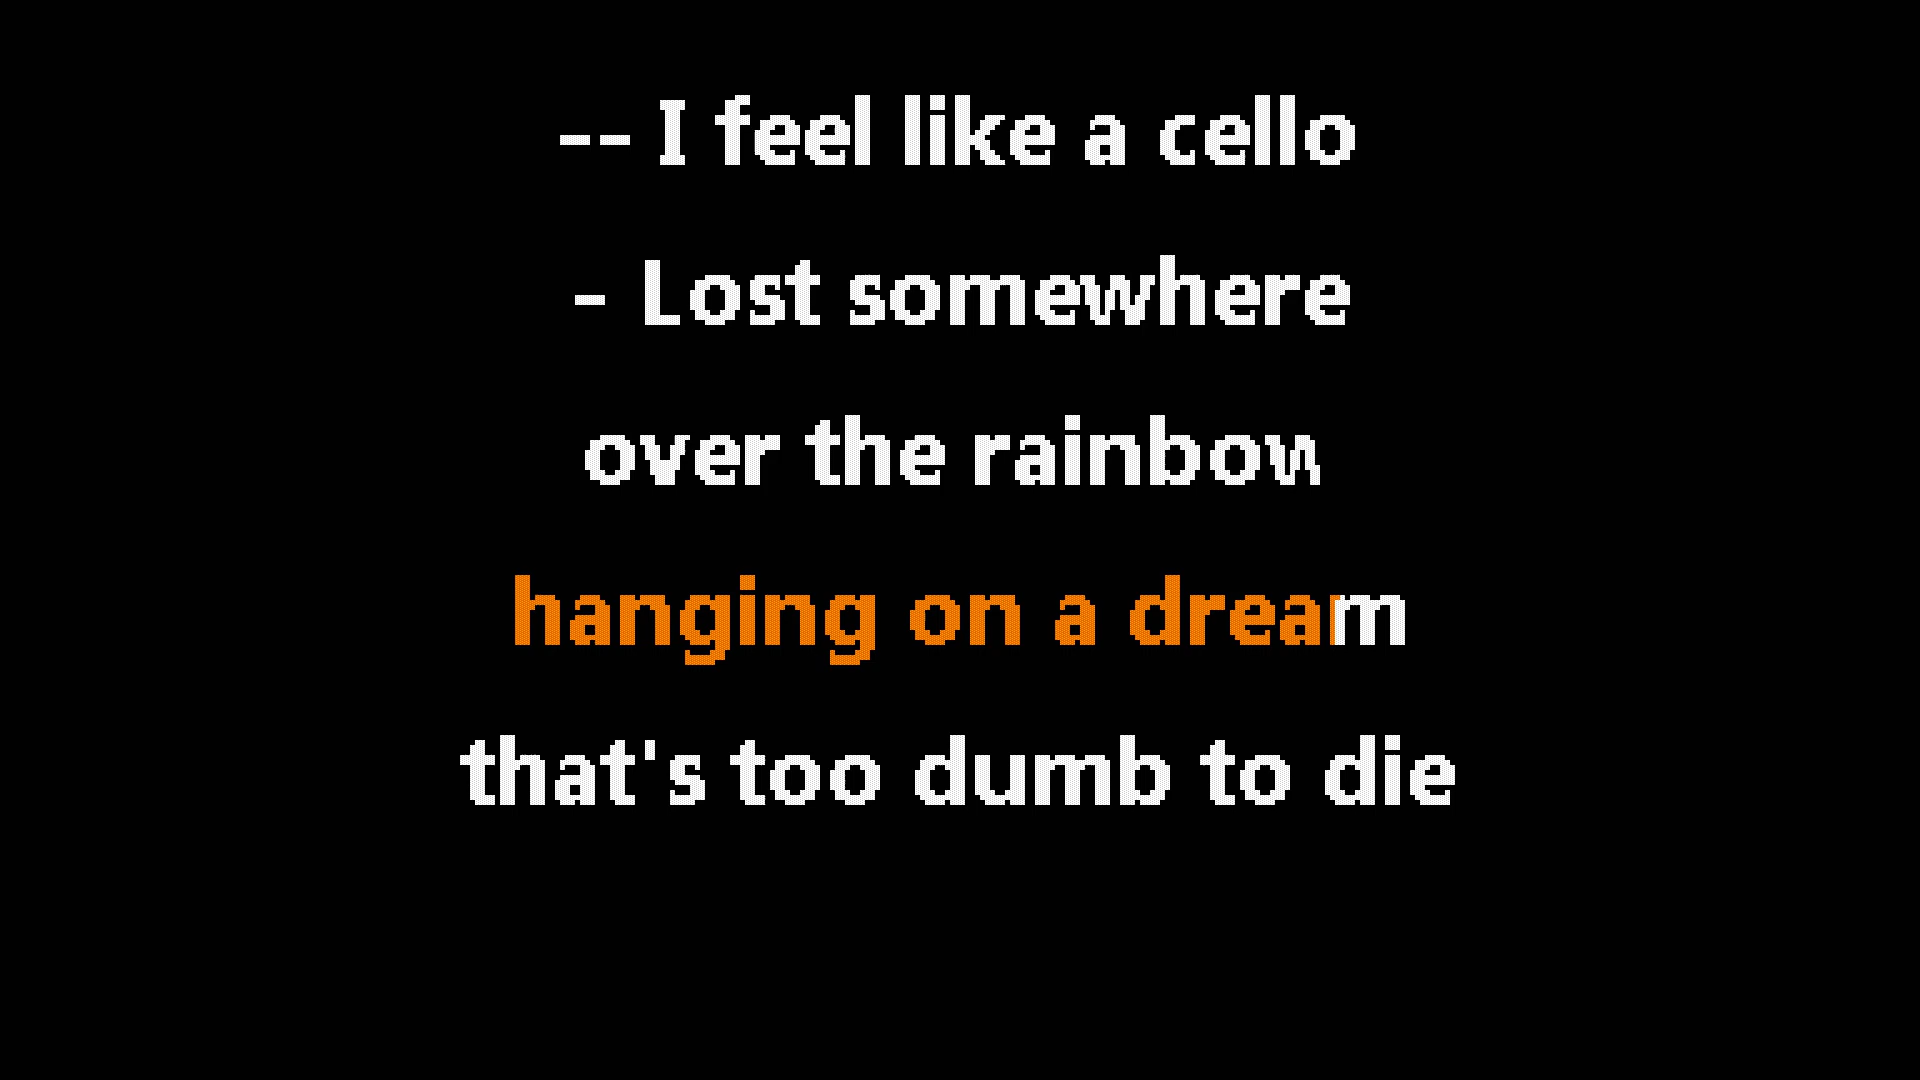 -- I feel like a cello
- Lost somewhere
over the rainbow
hanging on a dream
that's too dumb to die